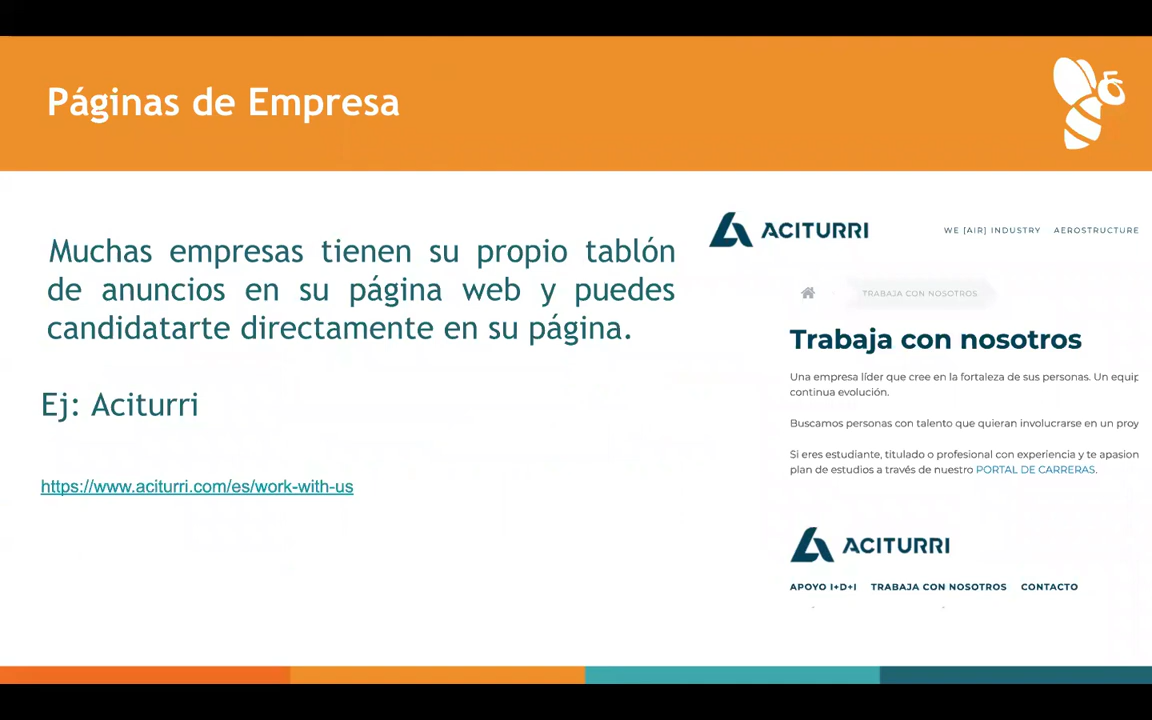 Páginas de Empresa
Muchas empresas tienen su propio tablón
de anuncios en su página web y puedes
candidatarte directamente en su página.
Ej: Aciturri
https://www.aciturri.com/es/work-with-us
ACITURRI
WE [AIR] INDUSTRY AEROSTRUCTURE
TRABAJA CON NOSOTROS
Trabaja con nosotros
Una empresa líder que cree en la fortaleza de sus personas. Un equip
continua evolución.
Buscamos personas con talento que quieran involucrarse en un proy
Si eres estudiante, titulado o profesional con experiencia y te apasion
plan de estudios a través de nuestro PORTAL DE CARRERAS.
ACITURRI
APOYO I+D+I TRABAJA CON NOSOTROS CONTACTO